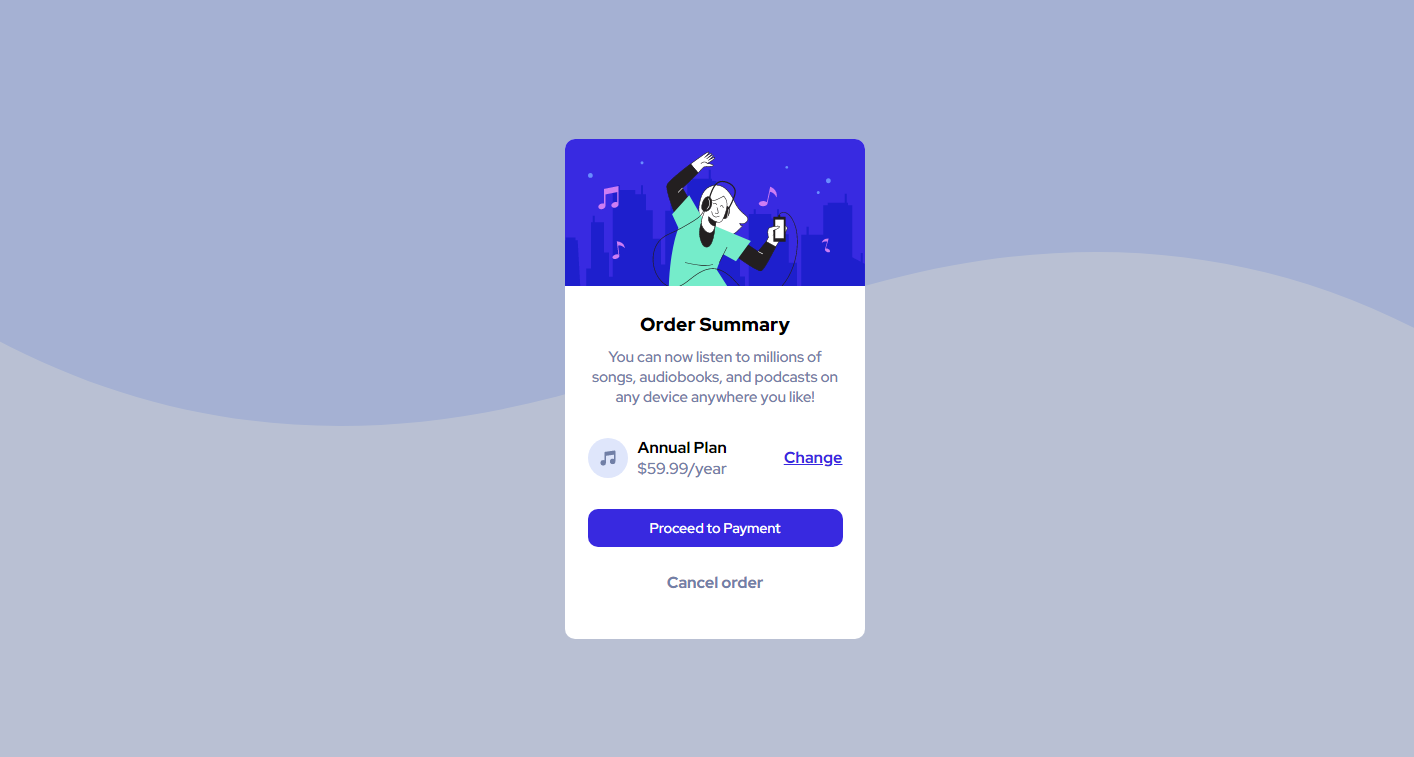 Order Summary
You can now listen to millions of
songs, audiobooks, and podcasts on
any device anywhere you like!
Annual Plan
$59.99/year
Change
Proceed to Payment
Cancel order